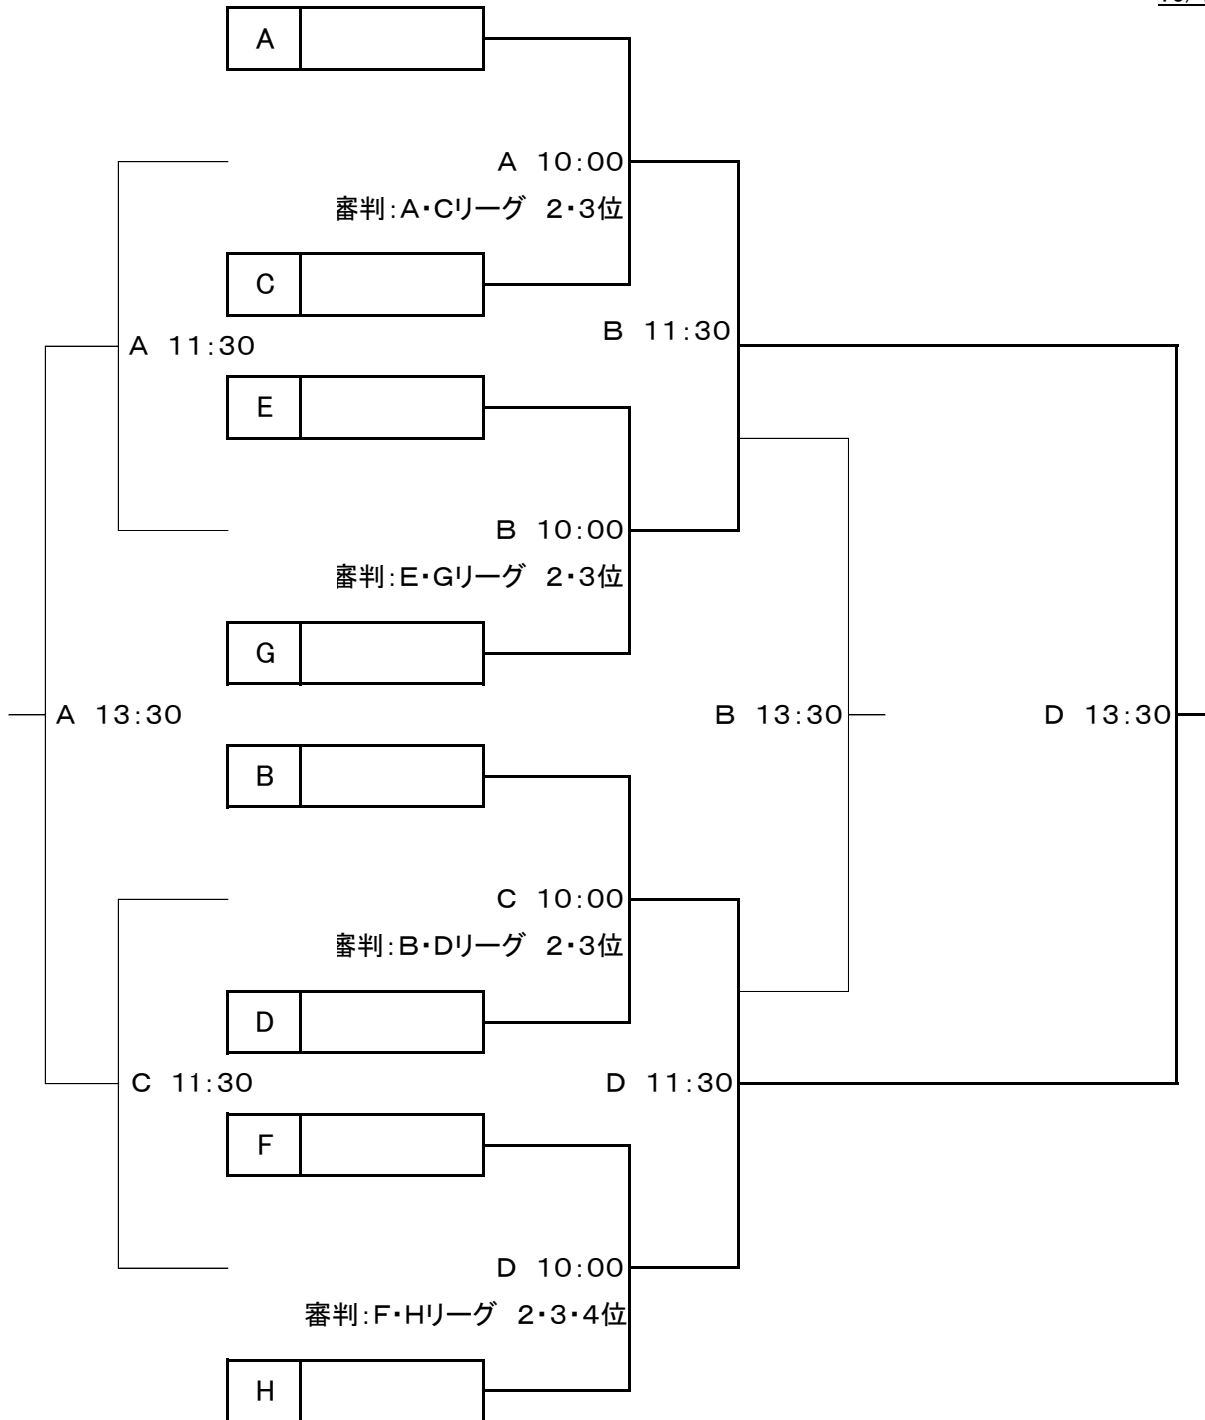 A
A　10:00
審判:A・Cリーグ　2・3位
C
B　11:30
A　11:30
E
B　10:00
審判:E・Gリーグ　2・3位
G
A　13:30
B　13:30
D　13:30
B
C　10:00
審判:B・Dリーグ　2・3位
D
C　11:30
D　11:30
F
D　10:00
審判:F・Hリーグ　2・3・4位
H